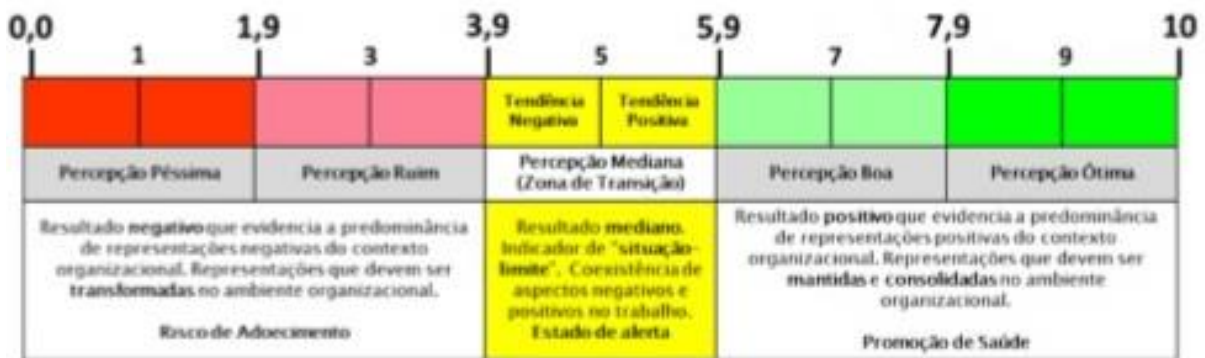 0,0 1,9 3,9 5,9 7,9 10
1 3 5 7 9
Tendência Negativa
Tendência Positiva
Percepção Péssima
Percepção Ruim
Percepção Mediana
(Zona de Transição)
Percepção Boa
Percepção Ótima
Resultado negativo que evidencia a predominância
de representações negativas do contexto
organizacional. Representações que devem ser
transformadas no ambiente organizacional.
Risco de Adoecimento
Resultado mediano.
Indicador de "situação-
limite". Coexistência de
aspectos negativos e
positivos no trabalho.
Estado de alerta
Resultado positivo que evidencia a predominância
de representações positivas do contexto
organizacional. Representações que devem ser
mantidas e consolidadas no ambiente
organizacional.
Promoção de Saúde